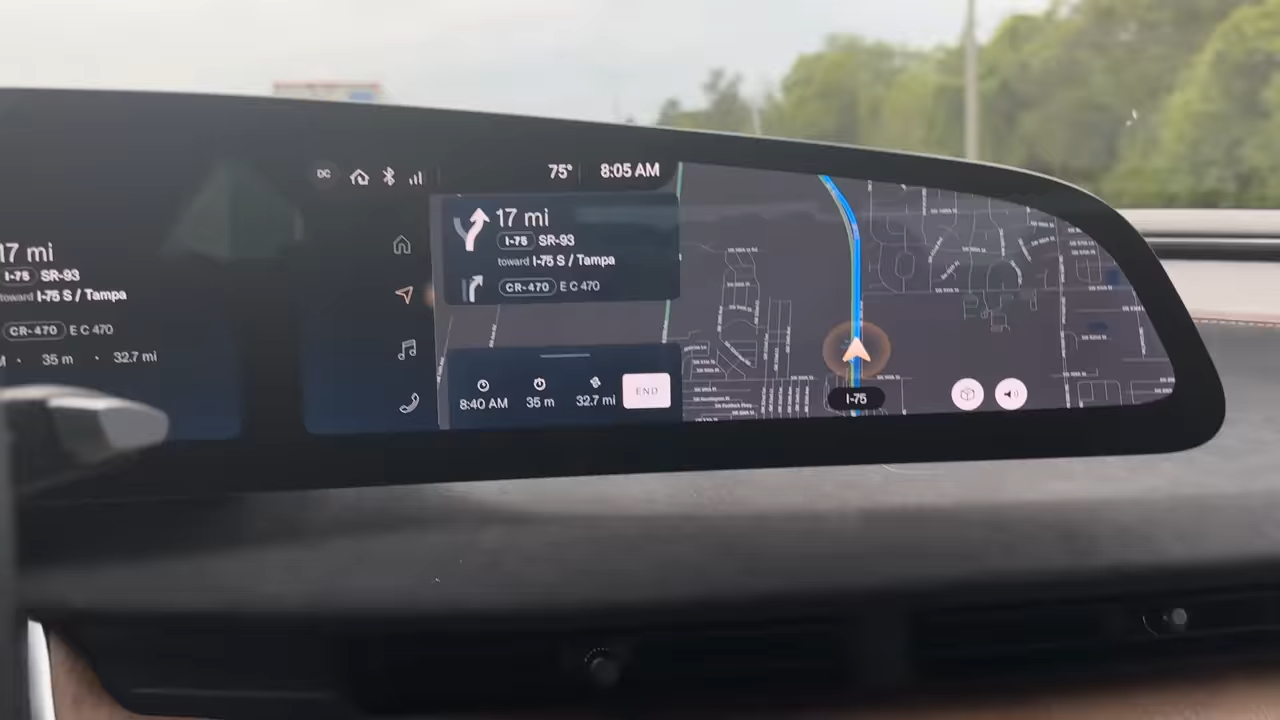 17 mi
I-75 SR-93
toward I-75 S / Tampa
CR-470 E C 470
M · 35 m · 32.7 mi
DC
75° 8:05 AM
17 mi
I-75 SR-93
toward I-75 S / Tampa
CR-470 E C 470
8:40 AM 35 m 32.7 mi END
I-75